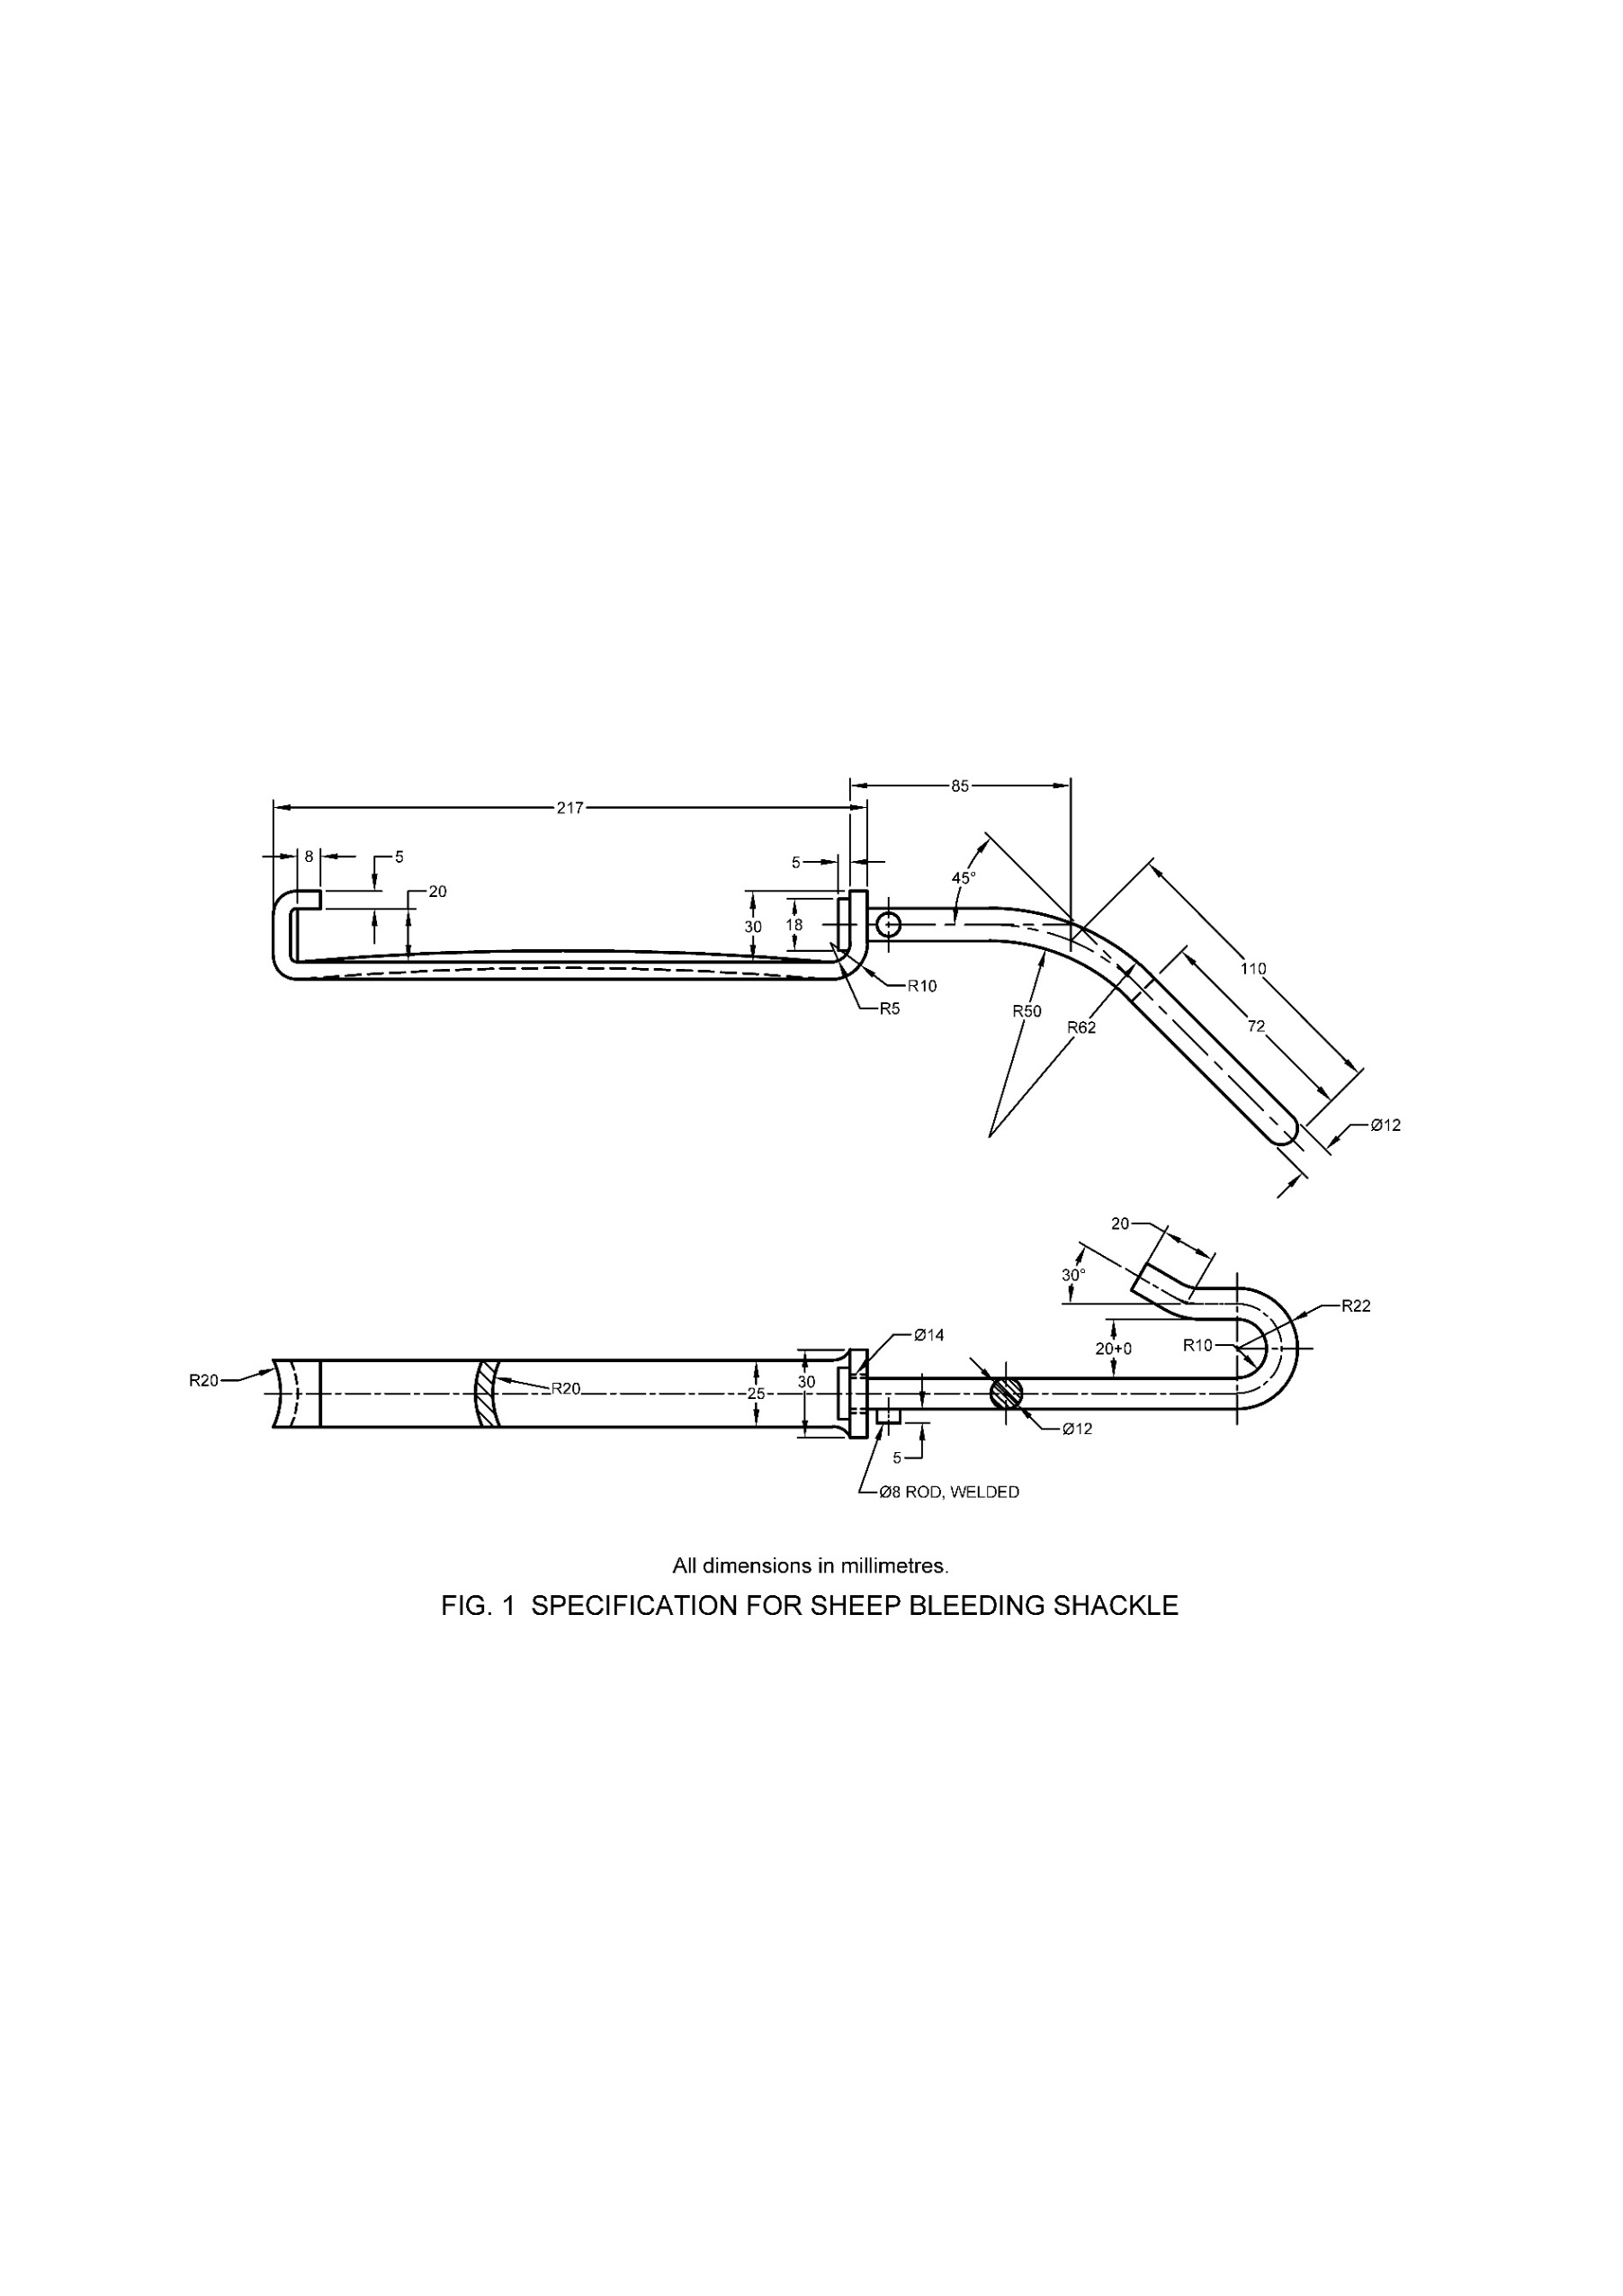 85
217
8
5
20
5
30
18
45°
R10
R5
R50
R62
110
72
Ø12
20
30°
R22
R10
20+0
Ø14
R20
R20
25
30
Ø12
5
Ø8 ROD, WELDED
All dimensions in millimetres.
FIG. 1 SPECIFICATION FOR SHEEP BLEEDING SHACKLE